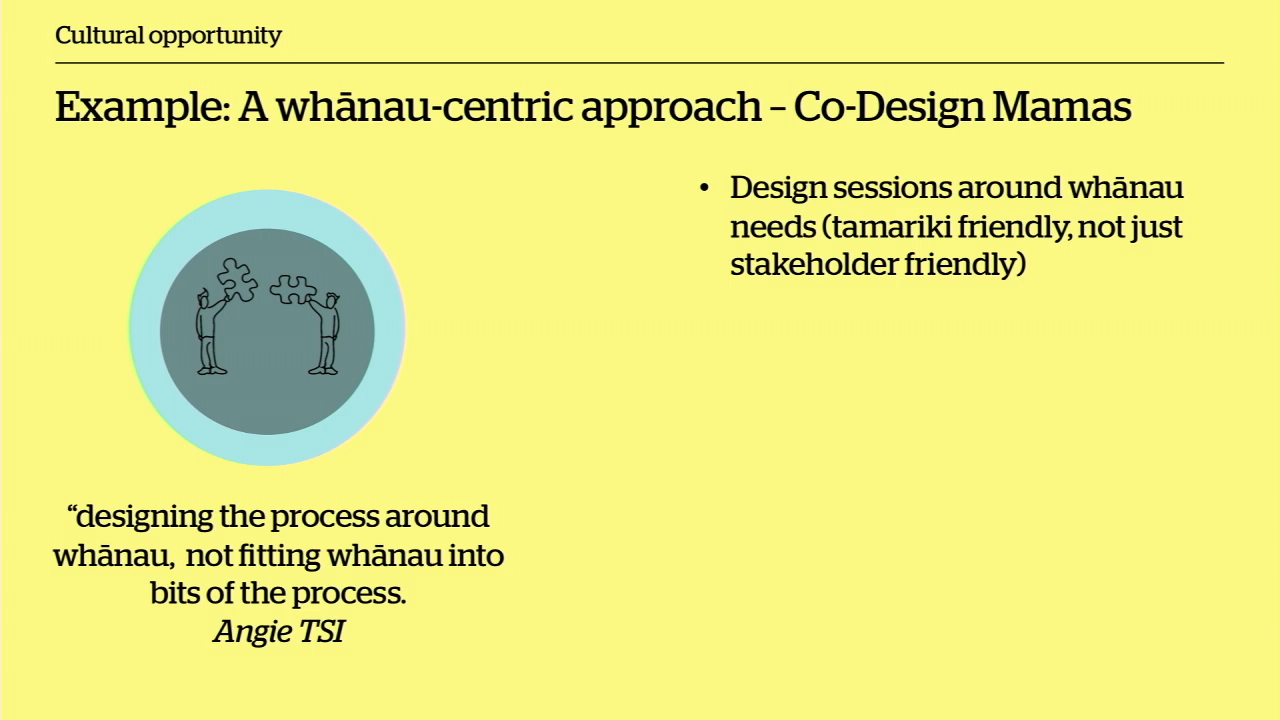 Cultural opportunity
Example: A whānau-centric approach – Co-Design Mamas
• Design sessions around whānau
needs (tamariki friendly, not just
stakeholder friendly)
“designing the process around
whānau, not fitting whānau into
bits of the process.
Angie TSI